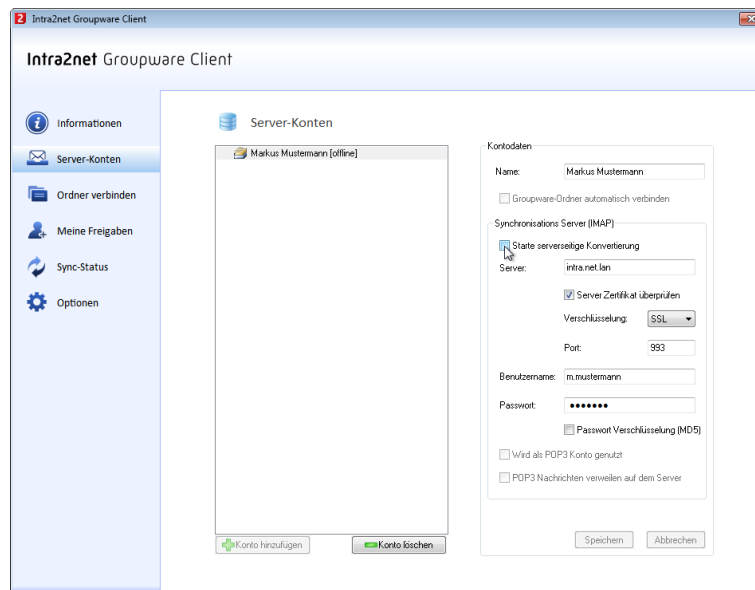 Intra2net Groupware Client
Intra2net Groupware Client
Informationen
Server-Konten
Ordner verbinden
Meine Freigaben
Sync-Status
Optionen
Server-Konten
Markus Mustermann [offline]
Konto hinzufügen
Konto löschen
Kontodaten
Name: Markus Mustermann
Groupware-Ordner automatisch verbinden
Synchronisations Server (IMAP)
Starte serverseitige Konvertierung
Server: intra.net.lan
Server Zertifikat überprüfen
Verschlüsselung: SSL
Port: 993
Benutzername: m.mustermann
Passwort: •••••••
Passwort Verschlüsselung (MD5)
Wird als POP3 Konto genutzt
POP3 Nachrichten verweilen auf dem Server
Speichern Abbrechen